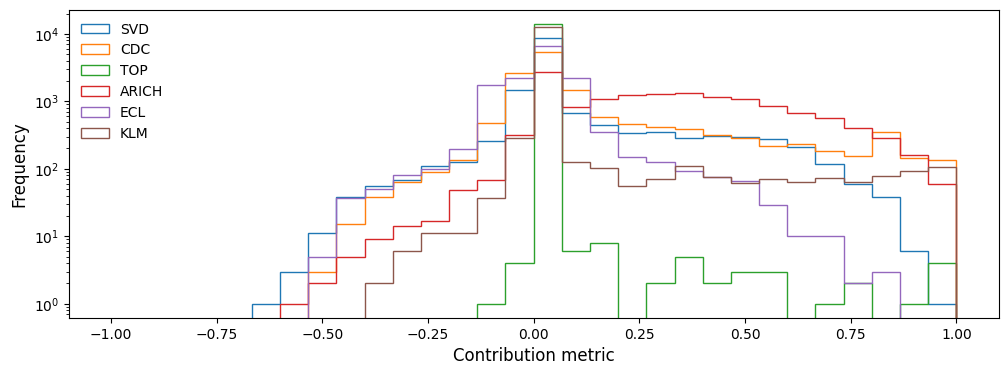 SVD
CDC
TOP
ARICH
ECL
KLM
Frequency
10⁴
10³
10²
10¹
10⁰
−1.00 −0.75 −0.50 −0.25 0.00 0.25 0.50 0.75 1.00
Contribution metric